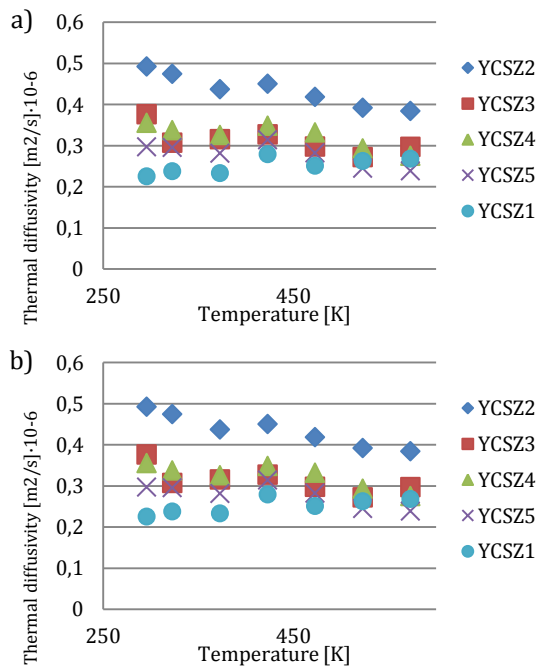 a)
Thermal diffusivity [m2/s]·10-6
0,6
0,5
0,4
0,3
0,2
0,1
0
250
450
Temperature [K]
YCSZ2
YCSZ3
YCSZ4
YCSZ5
YCSZ1
b)
Thermal diffusivity [m2/s]·10-6
0,6
0,5
0,4
0,3
0,2
0,1
0
250
450
Temperature [K]
YCSZ2
YCSZ3
YCSZ4
YCSZ5
YCSZ1